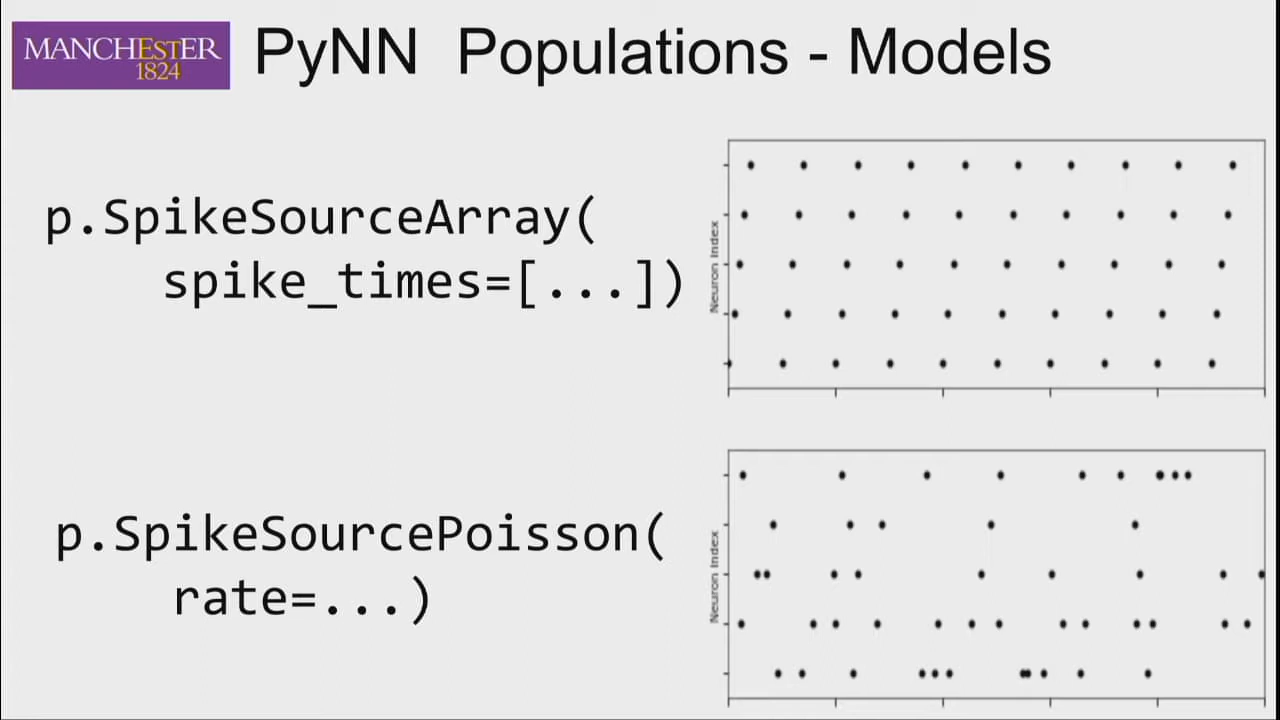 MANCHESTER
1824
PyNN Populations - Models
p.SpikeSourceArray(
spike_times=[...])
Neuron Index
p.SpikeSourcePoisson(
rate=...)
Neuron Index